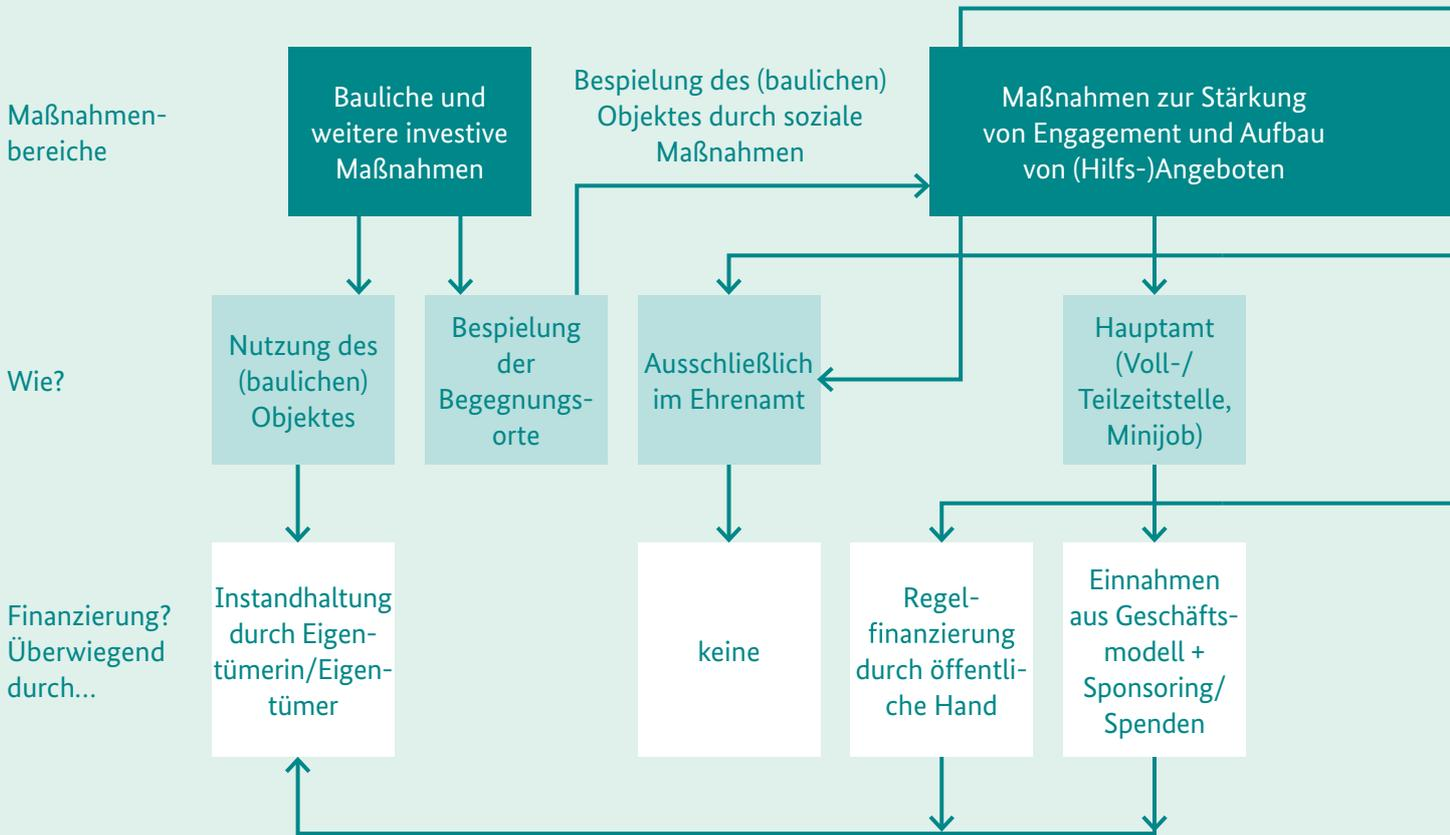 Maßnahmen-
bereiche
Bauliche und
weitere investive
Maßnahmen
Bespielung des (baulichen)
Objektes durch soziale
Maßnahmen
Maßnahmen zur Stärkung
von Engagement und Aufbau
von (Hilfs-)Angeboten
Wie?
Nutzung des
(baulichen)
Objektes
Bespielung
der
Begegnungs-
orte
Ausschließlich
im Ehrenamt
Hauptamt
(Voll-/
Teilzeitstelle,
Minijob)
Finanzierung?
Überwiegend
durch...
Instandhaltung
durch Eigen-
tümerin/Eigen-
tümer
keine
Regel-
finanzierung
durch öffentli-
che Hand
Einnahmen
aus Geschäfts-
modell +
Sponsoring/
Spenden